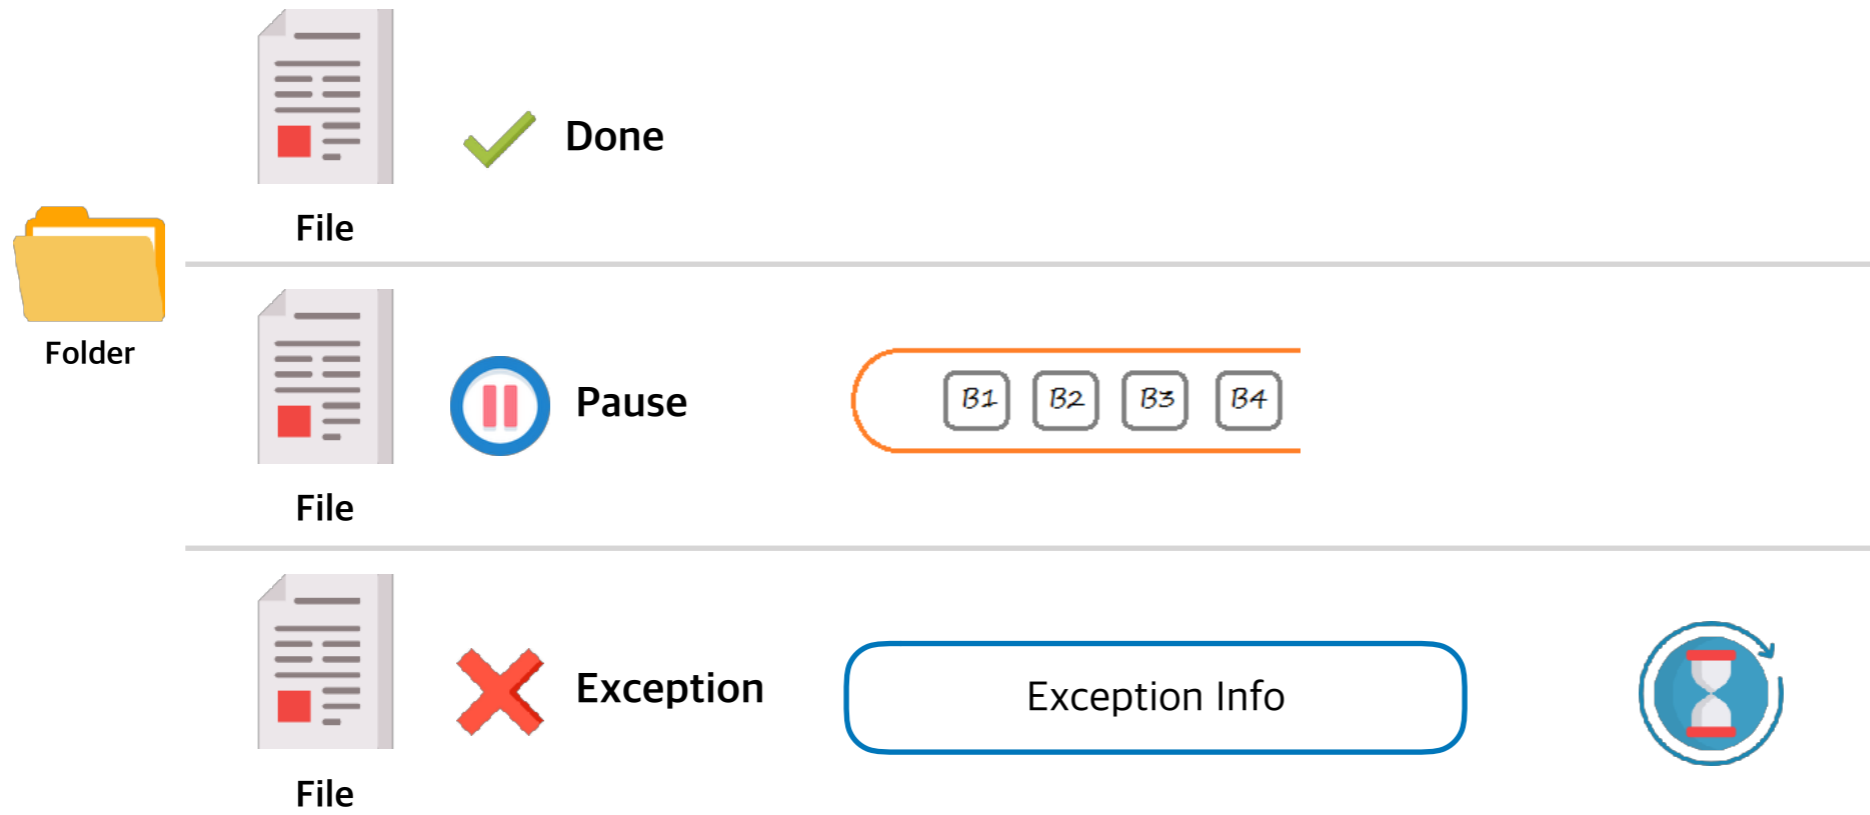 Done
File
Folder
Pause
B1 B2 B3 B4
File
Exception
Exception Info
File